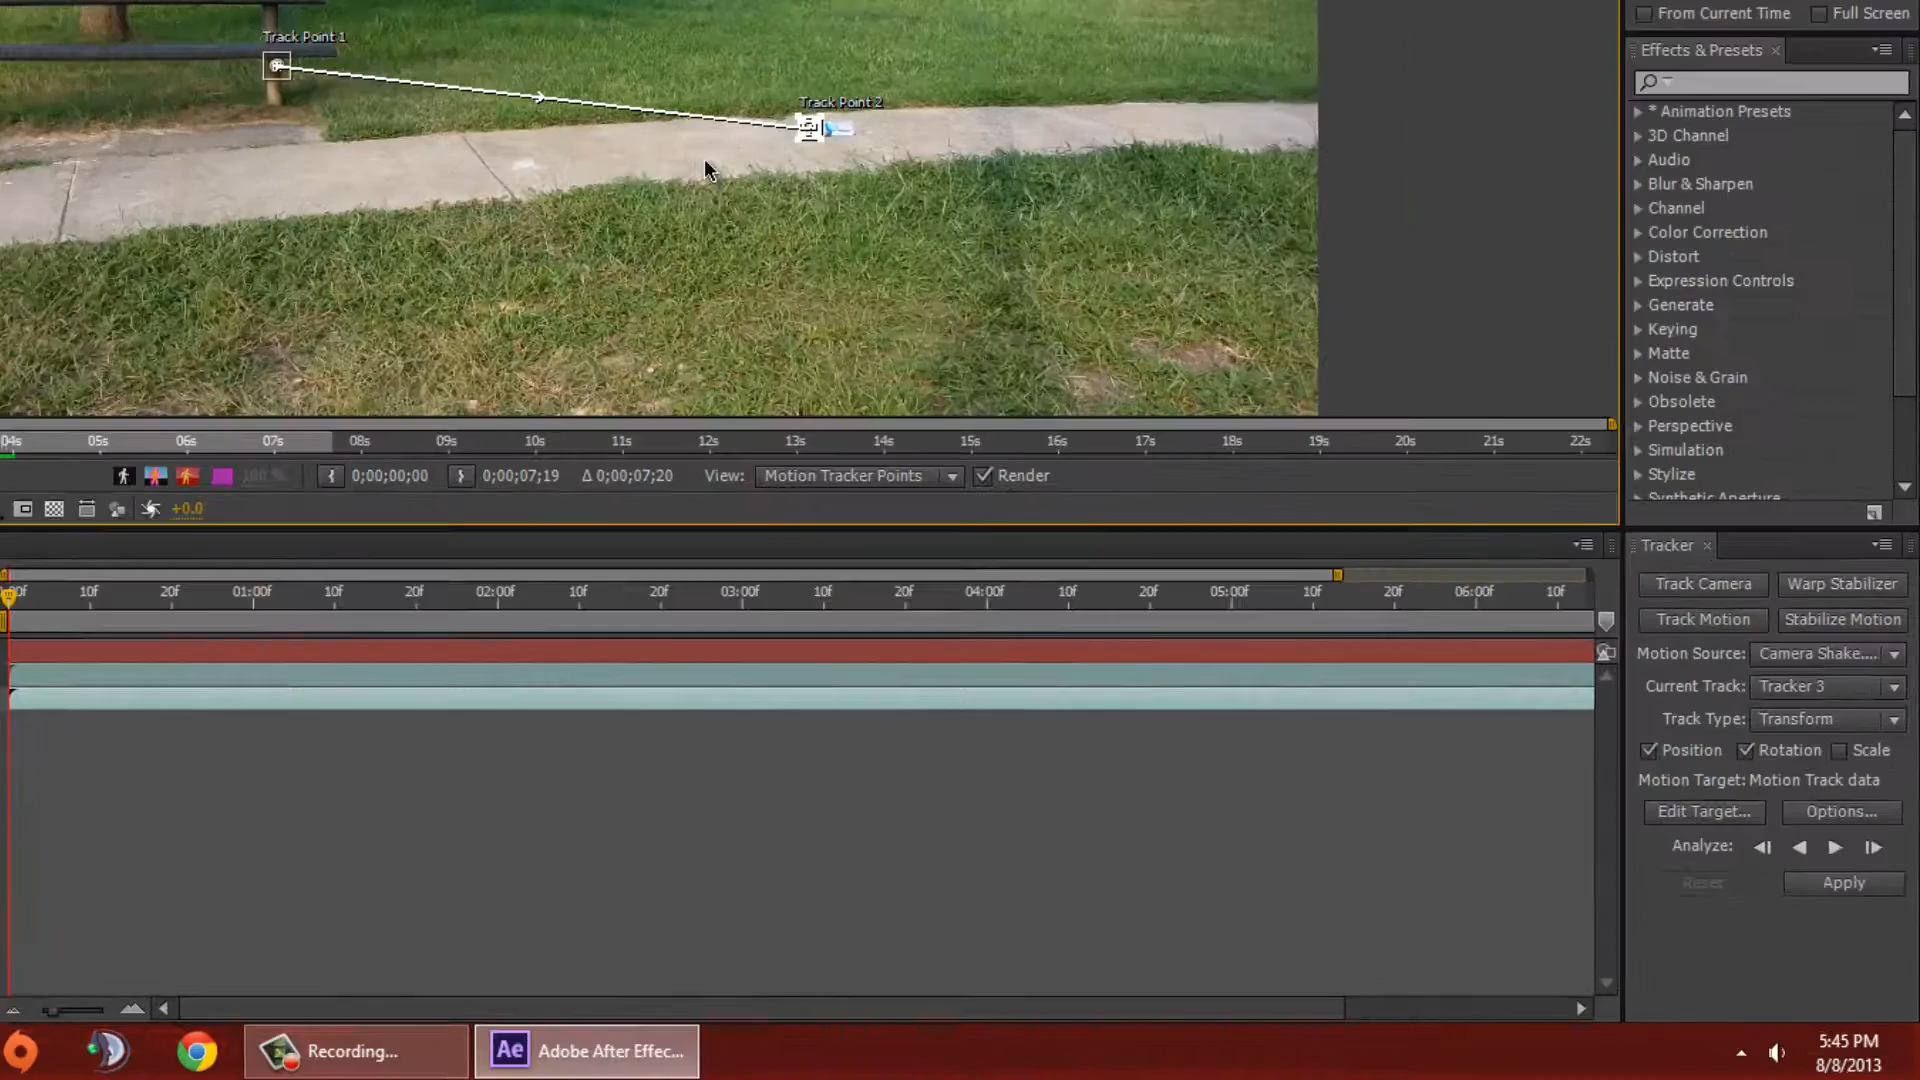 From Current Time Full Screen
Track Point 1
Track Point 2
Effects & Presets
* Animation Presets
3D Channel
Audio
Blur & Sharpen
Channel
Color Correction
Distort
Expression Controls
Generate
Keying
Matte
Noise & Grain
Obsolete
Perspective
Simulation
Stylize
Synthetic Aperture
04s 05s 06s 07s 08s 09s 10s 11s 12s 13s 14s 15s 16s 17s 18s 19s 20s 21s 22s
100 % 0;00;00;00 0;00;07;19 Δ 0;00;07;20 View: Motion Tracker Points Render
+0.0
Tracker
10f 20f 01:00f 10f 20f 02:00f 10f 20f 03:00f 10f 20f 04:00f 10f 20f 05:00f 10f 20f 06:00f 10f
Track Camera Warp Stabilizer
Track Motion Stabilize Motion
Motion Source: Camera Shake....
Current Track: Tracker 3
Track Type: Transform
Position Rotation Scale
Motion Target: Motion Track data
Edit Target... Options...
Analyze:
Reset Apply
Recording...
Ae Adobe After Effec...
5:45 PM
8/8/2013